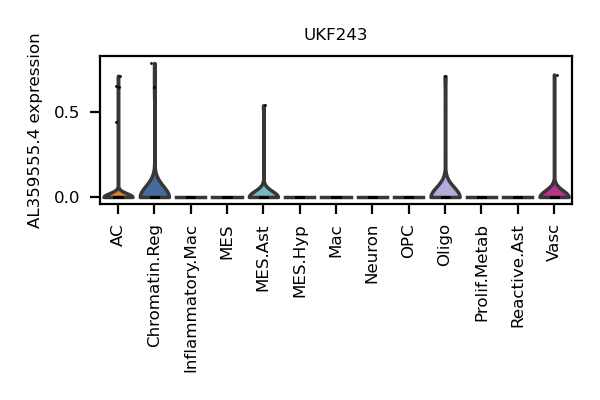 UKF243
AL359555.4 expression
0.5
0.0
AC
Chromatin.Reg
Inflammatory.Mac
MES
MES.Ast
MES.Hyp
Mac
Neuron
OPC
Oligo
Prolif.Metab
Reactive.Ast
Vasc